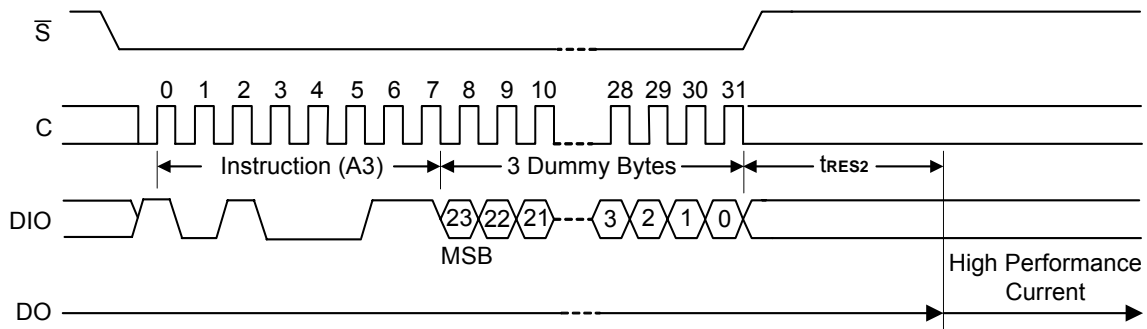 S
0 1 2 3 4 5 6 7 8 9 10 28 29 30 31
C
Instruction (A3) 3 Dummy Bytes tRES2
DIO 23 22 21 3 2 1 0
MSB
High Performance
Current
DO